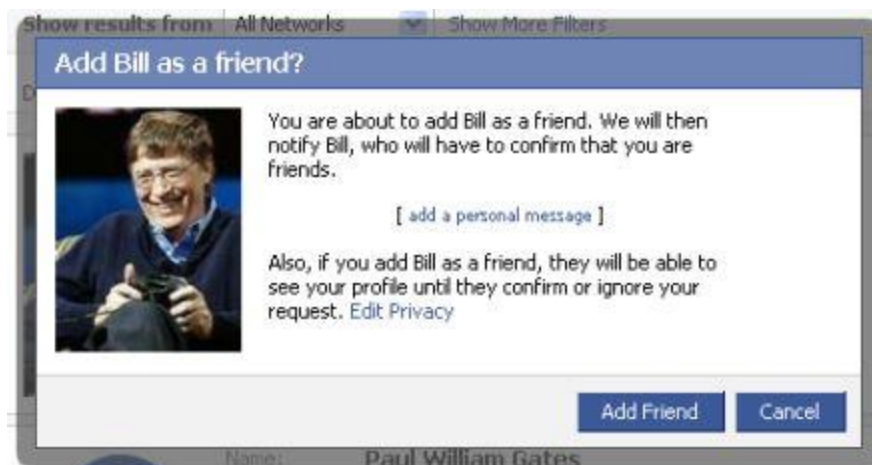 Show results from All Networks Show More Filters
Add Bill as a friend?
You are about to add Bill as a friend. We will then
notify Bill, who will have to confirm that you are
friends.
[ add a personal message ]
Also, if you add Bill as a friend, they will be able to
see your profile until they confirm or ignore your
request. Edit Privacy
Add Friend Cancel
Name: Paul William Gates